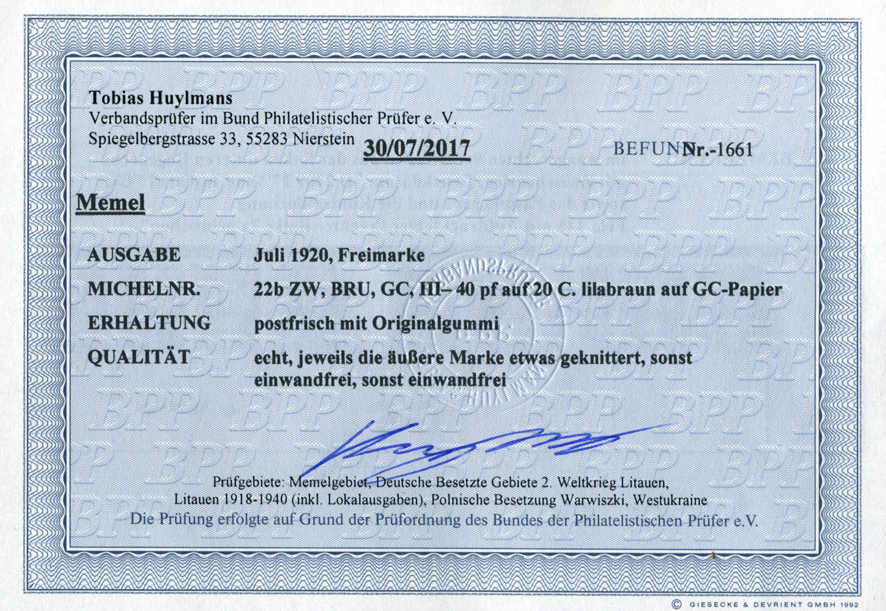 Tobias Huylmans
Verbandsprüfer im Bund Philatelistischer Prüfer e. V.
Spiegelbergstrasse 33, 55283 Nierstein
30/07/2017
BEFUN Nr.-1661
Memel
AUSGABE Juli 1920, Freimarke
MICHELNR. 22b ZW, BRU, GC, III– 40 pf auf 20 C. lilabraun auf GC-Papier
ERHALTUNG postfrisch mit Originalgummi
QUALITÄT echt, jeweils die äußere Marke etwas geknittert, sonst
einwandfrei, sonst einwandfrei
Prüfgebiete: Memelgebiet, Deutsche Besetzte Gebiete 2. Weltkrieg Litauen,
Litauen 1918-1940 (inkl. Lokalausgaben), Polnische Besetzung Warwiszki, Westukraine
Die Prüfung erfolgte auf Grund der Prüfordnung des Bundes der Philatelistischen Prüfer e.V.
© GIESECKE & DEVRIENT GMBH 1992